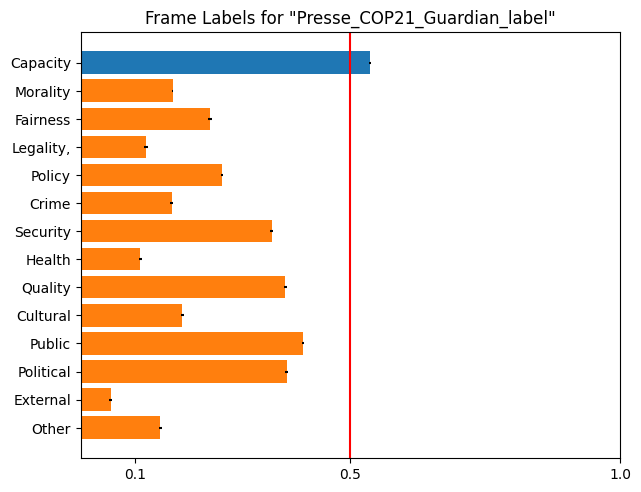 Frame Labels for "Presse_COP21_Guardian_label"
Capacity
Morality
Fairness
Legality,
Policy
Crime
Security
Health
Quality
Cultural
Public
Political
External
Other
0.1 0.5 1.0